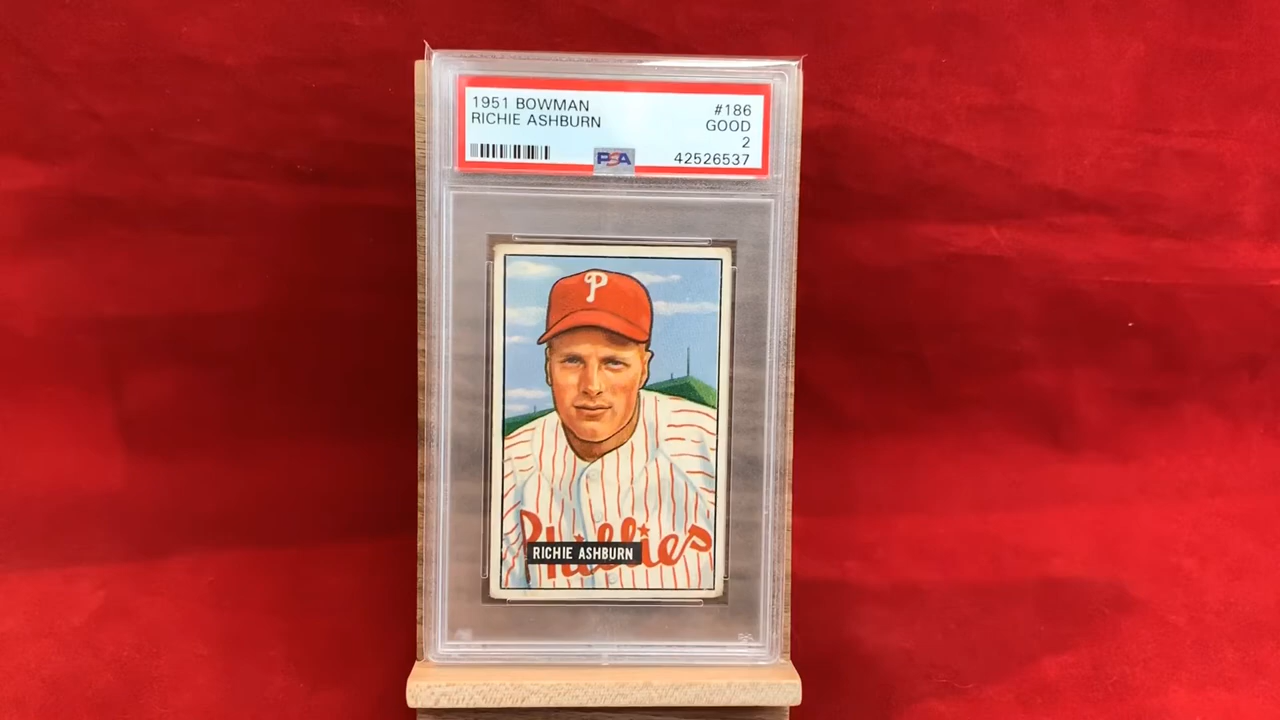 1951 BOWMAN #186
RICHIE ASHBURN GOOD
2
PSA 42526537
P
Phillies
RICHIE ASHBURN